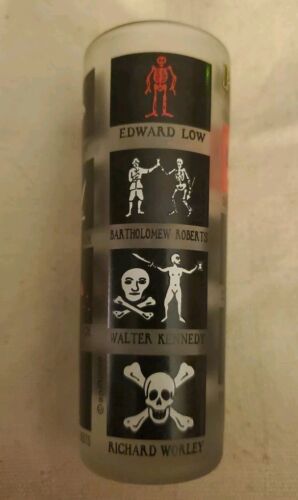 EDWARD LOW
BARTHOLOMEW ROBERTS
WALTER KENNEDY
RICHARD WORLEY